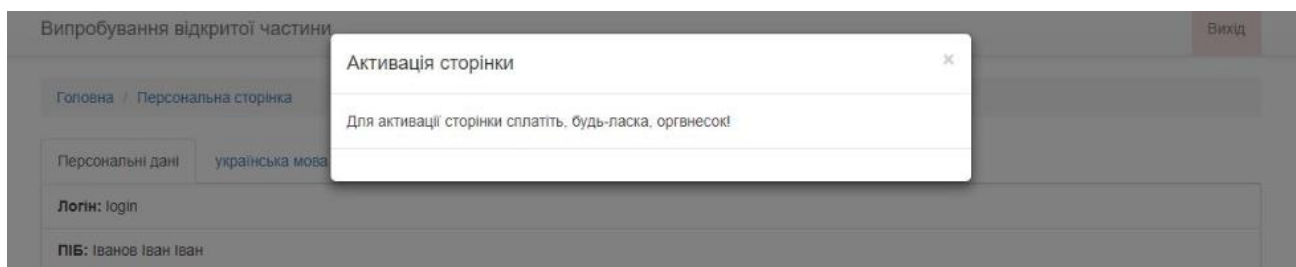 Випробування відкритої частини
Вихід
Активація сторінки ×
Головна / Персональна сторінка
Для активації сторінки сплатіть, будь-ласка, оргвнесок!
Персональні дані українська мова
Логін: login
ПІБ: Іванов Іван Іван